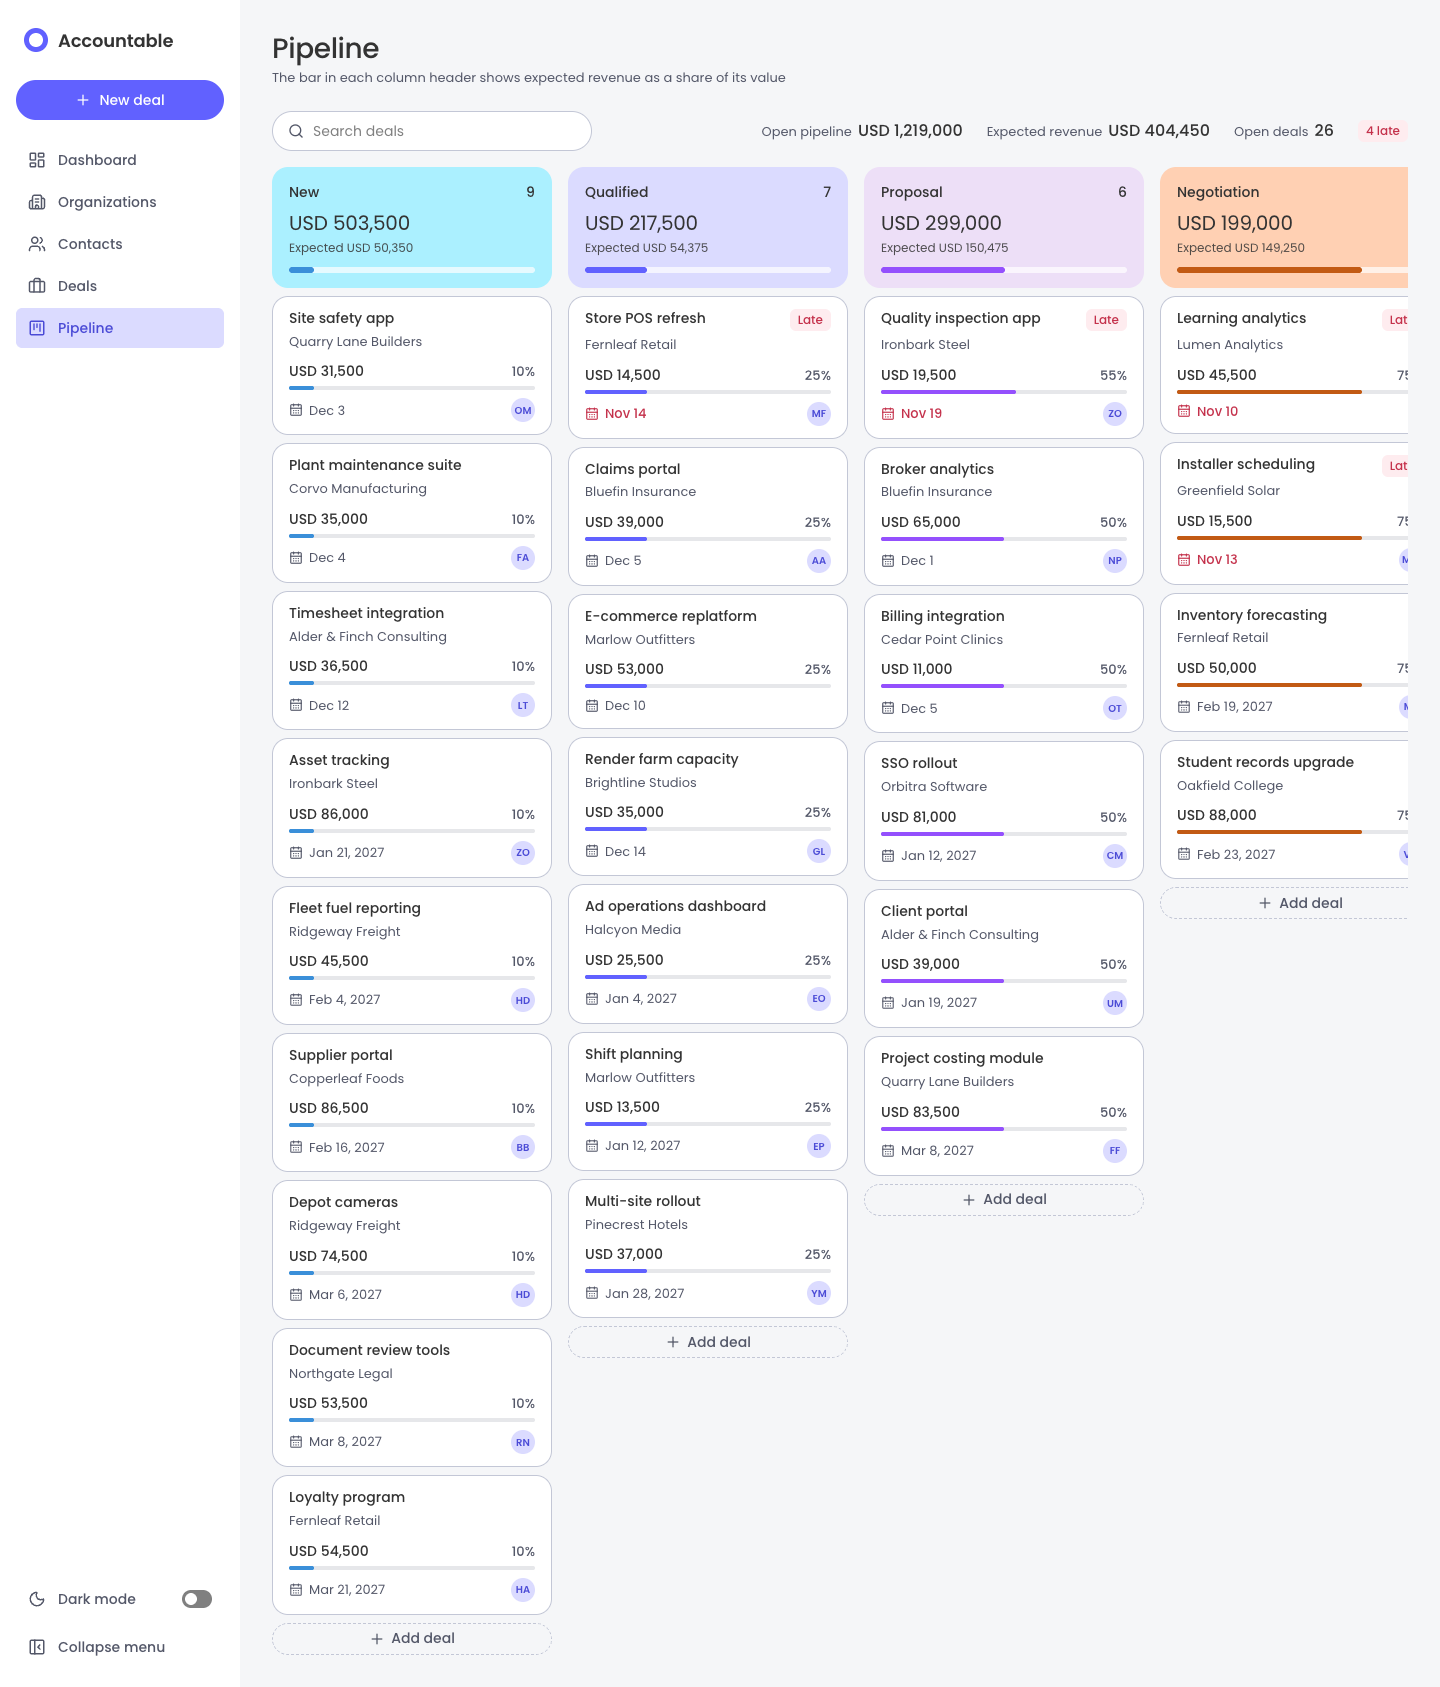 Accountable
New deal
Dashboard
Organizations
Contacts
Deals
Pipeline
Dark mode
Collapse menu
Pipeline
The bar in each column header shows expected revenue as a share of its value
Search deals
Open pipeline USD 1,219,000
Expected revenue USD 404,450
Open deals 26
4 late
New 9
USD 503,500
Expected USD 50,350
Site safety app
Quarry Lane Builders
USD 31,500 10%
Dec 3 OM
Plant maintenance suite
Corvo Manufacturing
USD 35,000 10%
Dec 4 FA
Timesheet integration
Alder & Finch Consulting
USD 36,500 10%
Dec 12 LT
Asset tracking
Ironbark Steel
USD 86,000 10%
Jan 21, 2027 ZO
Fleet fuel reporting
Ridgeway Freight
USD 45,500 10%
Feb 4, 2027 HD
Supplier portal
Copperleaf Foods
USD 86,500 10%
Feb 16, 2027 BB
Depot cameras
Ridgeway Freight
USD 74,500 10%
Mar 6, 2027 HD
Document review tools
Northgate Legal
USD 53,500 10%
Mar 8, 2027 RN
Loyalty program
Fernleaf Retail
USD 54,500 10%
Mar 21, 2027 HA
Add deal
Qualified 7
USD 217,500
Expected USD 54,375
Store POS refresh Late
Fernleaf Retail
USD 14,500 25%
Nov 14 MF
Claims portal
Bluefin Insurance
USD 39,000 25%
Dec 5 AA
E-commerce replatform
Marlow Outfitters
USD 53,000 25%
Dec 10
Render farm capacity
Brightline Studios
USD 35,000 25%
Dec 14 GL
Ad operations dashboard
Halcyon Media
USD 25,500 25%
Jan 4, 2027 EO
Shift planning
Marlow Outfitters
USD 13,500 25%
Jan 12, 2027 EP
Multi-site rollout
Pinecrest Hotels
USD 37,000 25%
Jan 28, 2027 YM
Add deal
Proposal 6
USD 299,000
Expected USD 150,475
Quality inspection app Late
Ironbark Steel
USD 19,500 55%
Nov 19 ZO
Broker analytics
Bluefin Insurance
USD 65,000 50%
Dec 1 NP
Billing integration
Cedar Point Clinics
USD 11,000 50%
Dec 5 OT
SSO rollout
Orbitra Software
USD 81,000 50%
Jan 12, 2027 CM
Client portal
Alder & Finch Consulting
USD 39,000 50%
Jan 19, 2027 UM
Project costing module
Quarry Lane Builders
USD 83,500 50%
Mar 8, 2027 FF
Add deal
Negotiation
USD 199,000
Expected USD 149,250
Learning analytics
Lumen Analytics
USD 45,500
Nov 10
Installer scheduling
Greenfield Solar
USD 15,500
Nov 13
Inventory forecasting
Fernleaf Retail
USD 50,000
Feb 19, 2027
Student records upgrade
Oakfield College
USD 88,000
Feb 23, 2027
Add deal